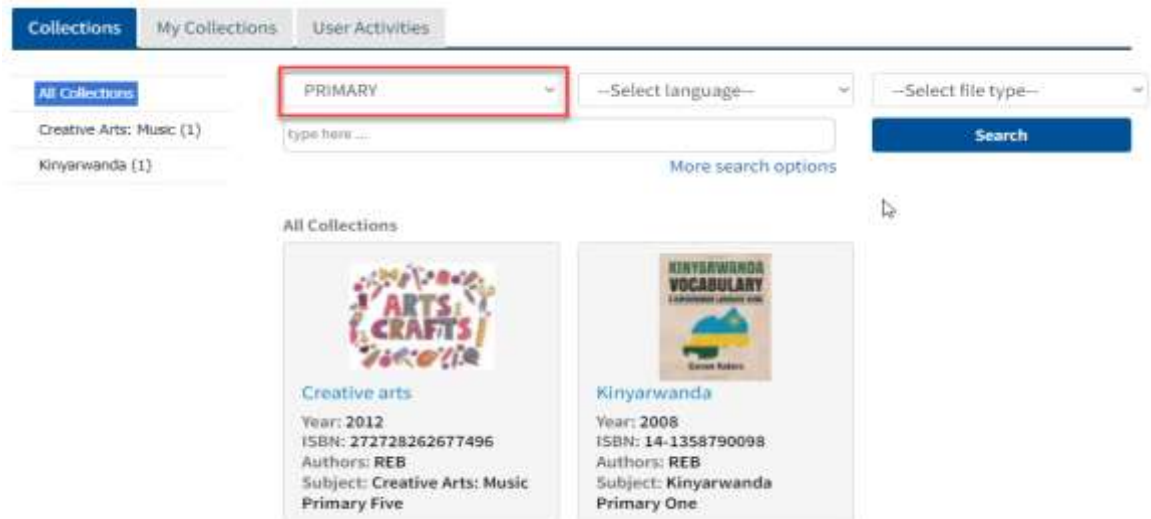 Collections
My Collections
User Activities
All Collections
Creative Arts: Music (1)
Kinyarwanda (1)
PRIMARY
--Select language--
--Select file type--
type here ...
Search
More search options
All Collections
ARTS
CRAFTS
Creative arts
Year: 2012
ISBN: 272728262677496
Authors: REB
Subject: Creative Arts: Music
Primary Five
KINYARWANDA
VOCABULARY
Kinyarwanda
Year: 2008
ISBN: 14-1358790098
Authors: REB
Subject: Kinyarwanda
Primary One